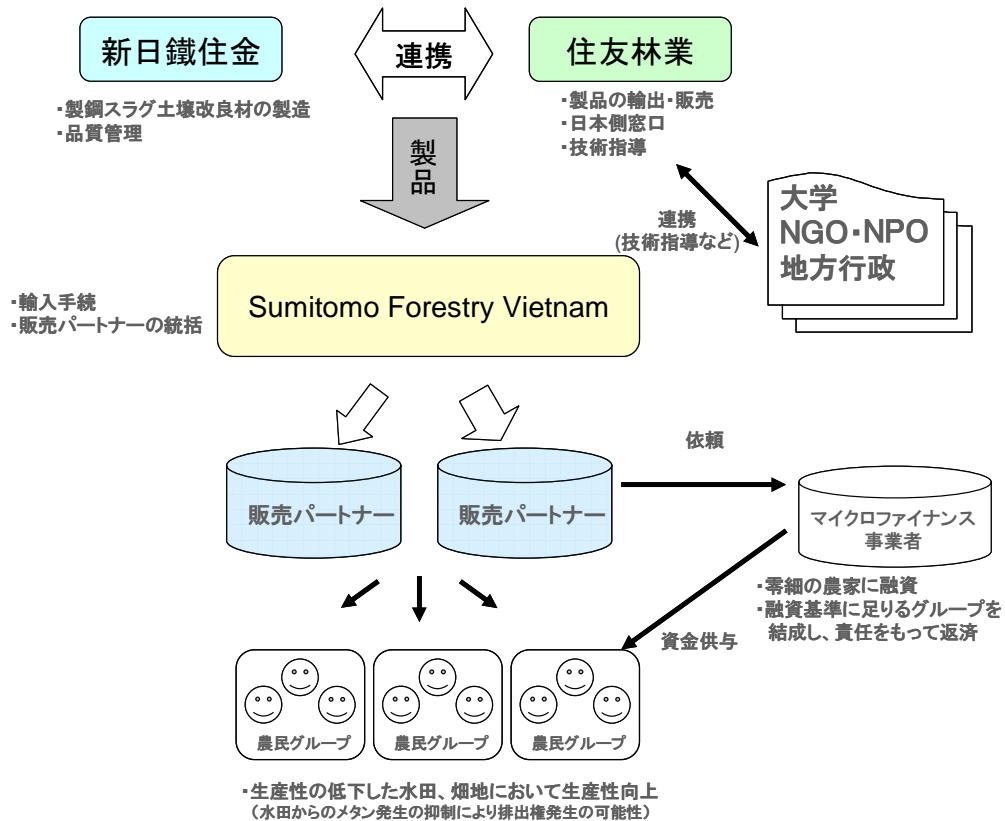 新日鐵住金
連携
住友林業
・製鋼スラグ土壌改良材の製造
・品質管理
・製品の輸出・販売
・日本側窓口
・技術指導
製品
連携
(技術指導など)
大学
NGO・NPO
地方行政
・輸入手続
・販売パートナーの統括
Sumitomo Forestry Vietnam
販売パートナー
販売パートナー
依頼
マイクロファイナンス
事業者
・零細の農家に融資
・融資基準に足りるグループを
結成し、責任をもって返済
資金供与
農民グループ
農民グループ
農民グループ
・生産性の低下した水田、畑地において生産性向上
（水田からのメタン発生の抑制により排出権発生の可能性）